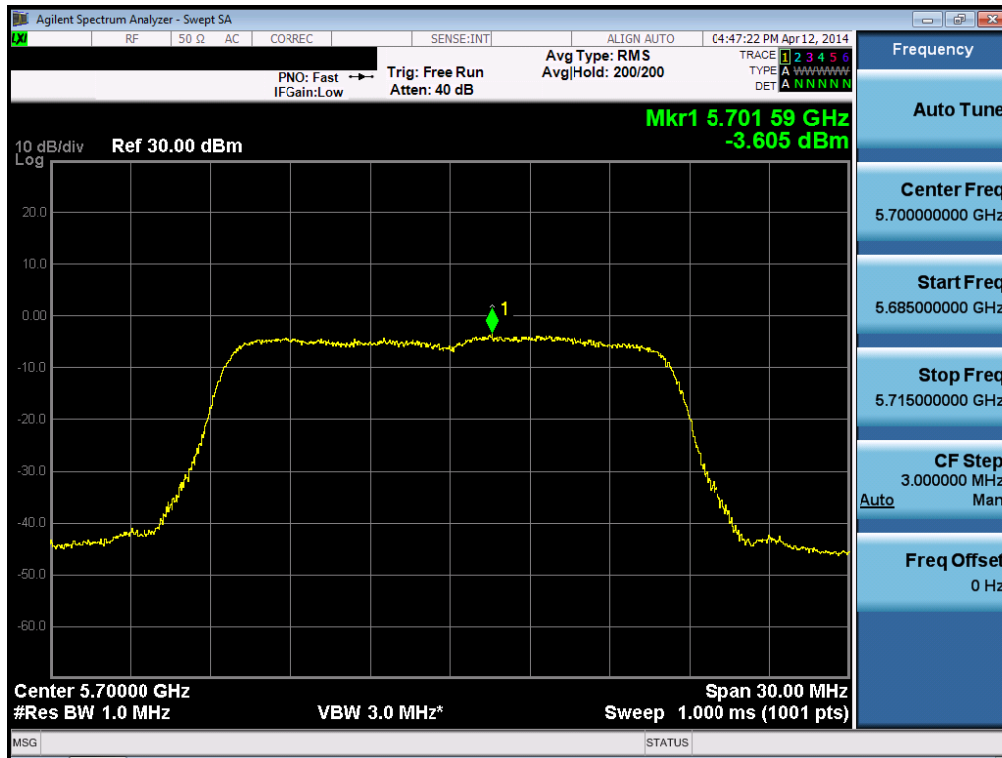 Agilent Spectrum Analyzer - Swept SA
LXI RF 50 Ω AC CORREC SENSE:INT ALIGN AUTO 04:47:22 PM Apr 12, 2014
PNO: Fast
IFGain:Low
Trig: Free Run
Atten: 40 dB
Avg Type: RMS
Avg|Hold: 200/200
TRACE 1 2 3 4 5 6
TYPE A WWWWW
DET A N N N N N
Mkr1 5.701 59 GHz
-3.605 dBm
10 dB/div Ref 30.00 dBm
Log
20.0
10.0
0.00
-10.0
-20.0
-30.0
-40.0
-50.0
-60.0
1
Center 5.70000 GHz Span 30.00 MHz
#Res BW 1.0 MHz VBW 3.0 MHz* Sweep 1.000 ms (1001 pts)
MSG STATUS
Frequency
Auto Tune
Center Freq
5.700000000 GHz
Start Freq
5.685000000 GHz
Stop Freq
5.715000000 GHz
CF Step
3.000000 MHz
Auto Man
Freq Offset
0 Hz